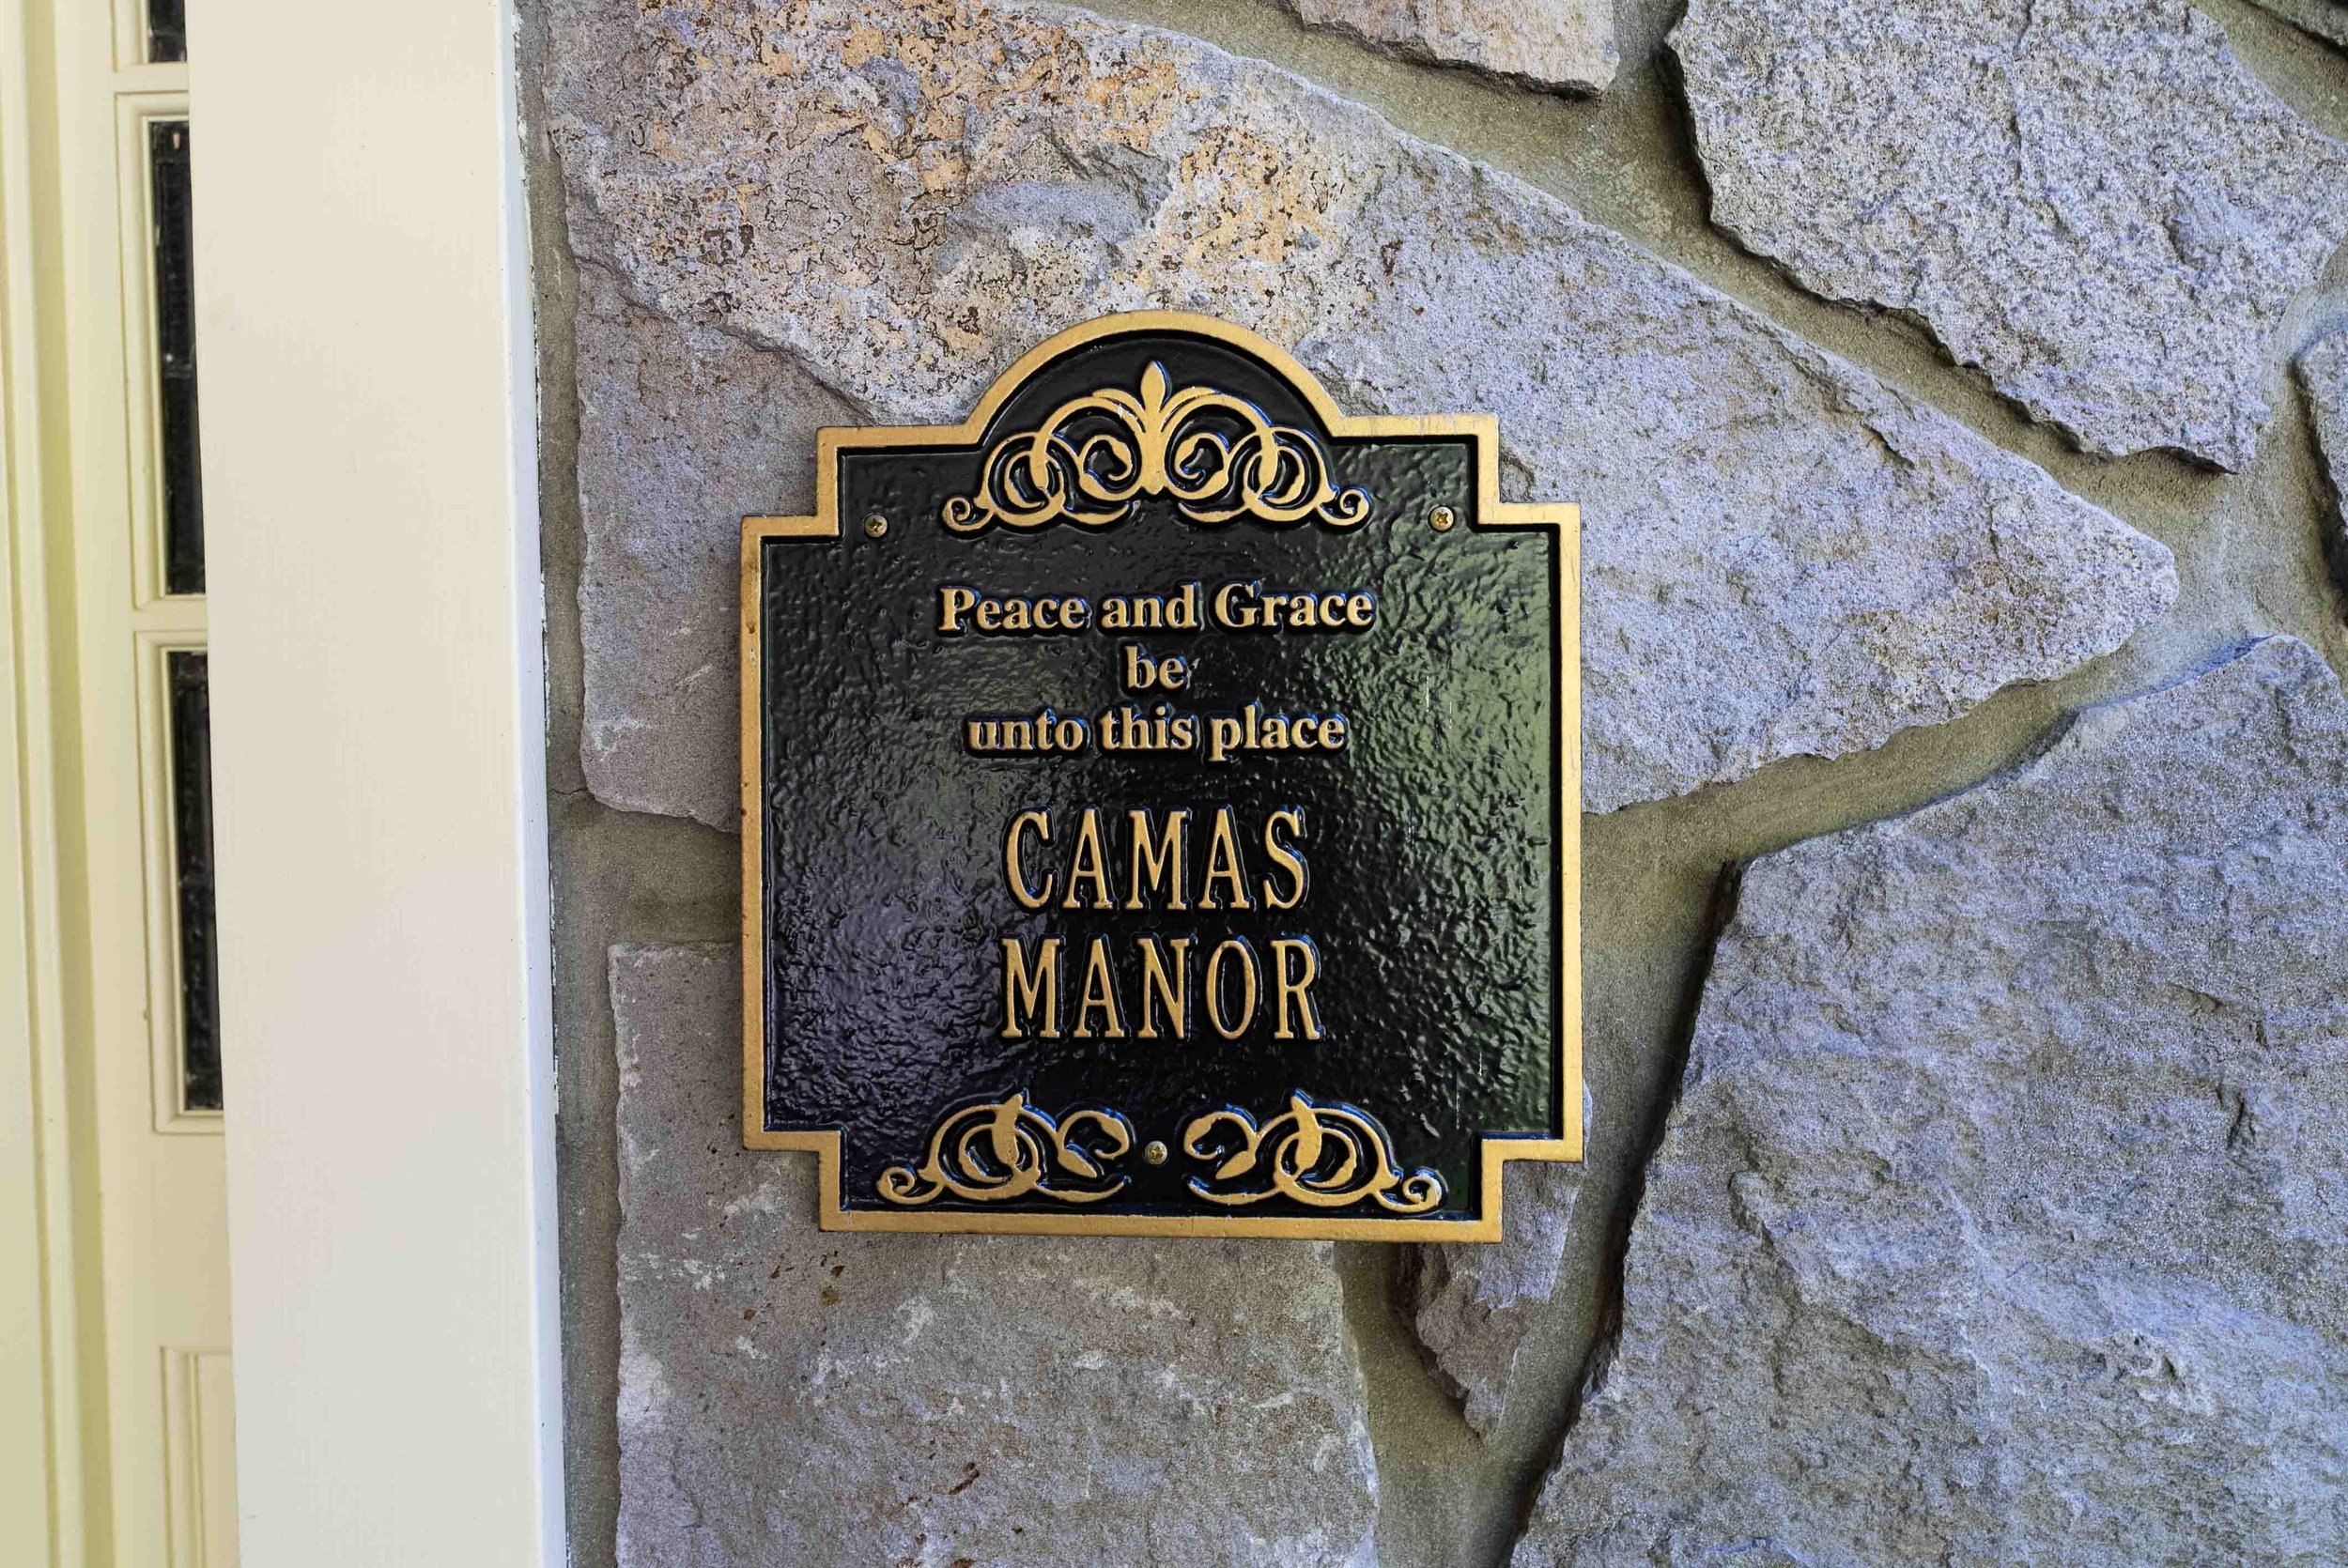 Peace and Grace
be
unto this place
CAMAS
MANOR